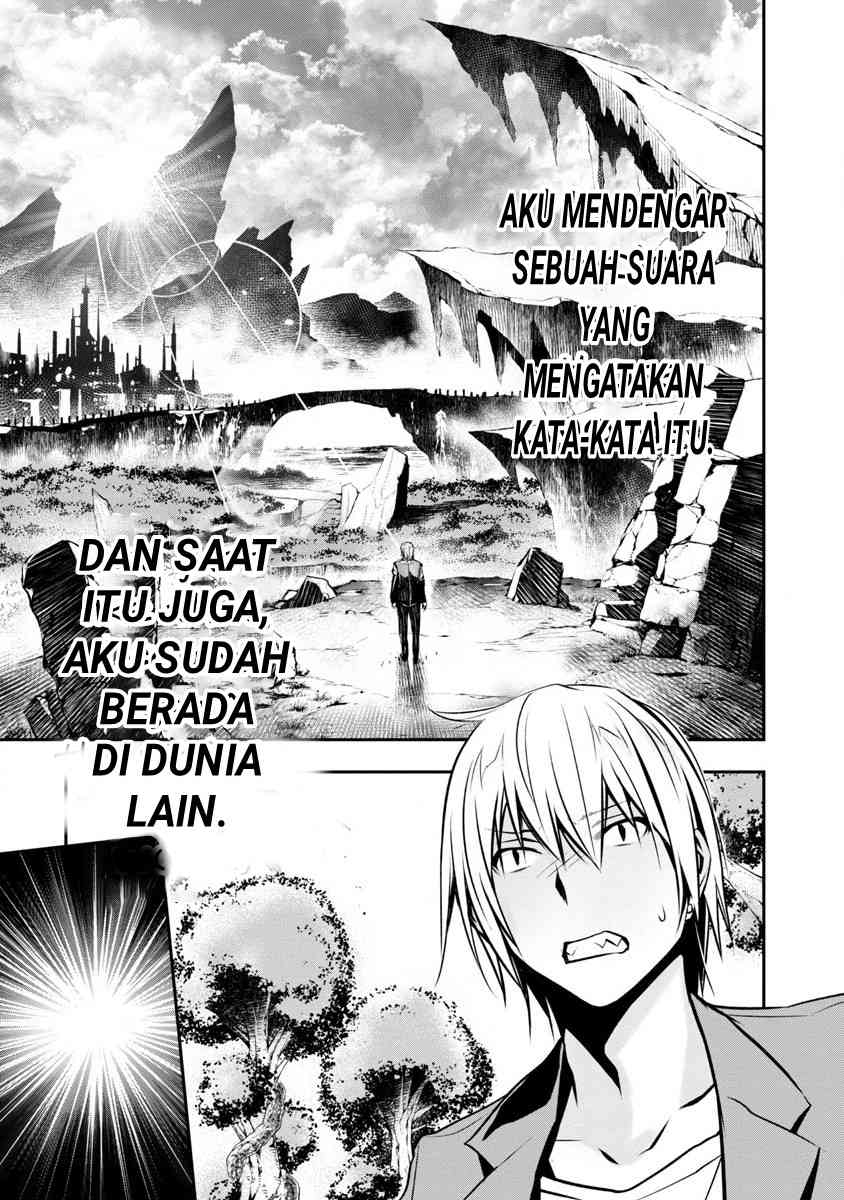 AKU MENDENGAR
SEBUAH SUARA
YANG
MENGATAKAN
KATA-KATA ITU.
DAN SAAT
ITU JUGA,
AKU SUDAH
BERADA
DI DUNIA
LAIN.